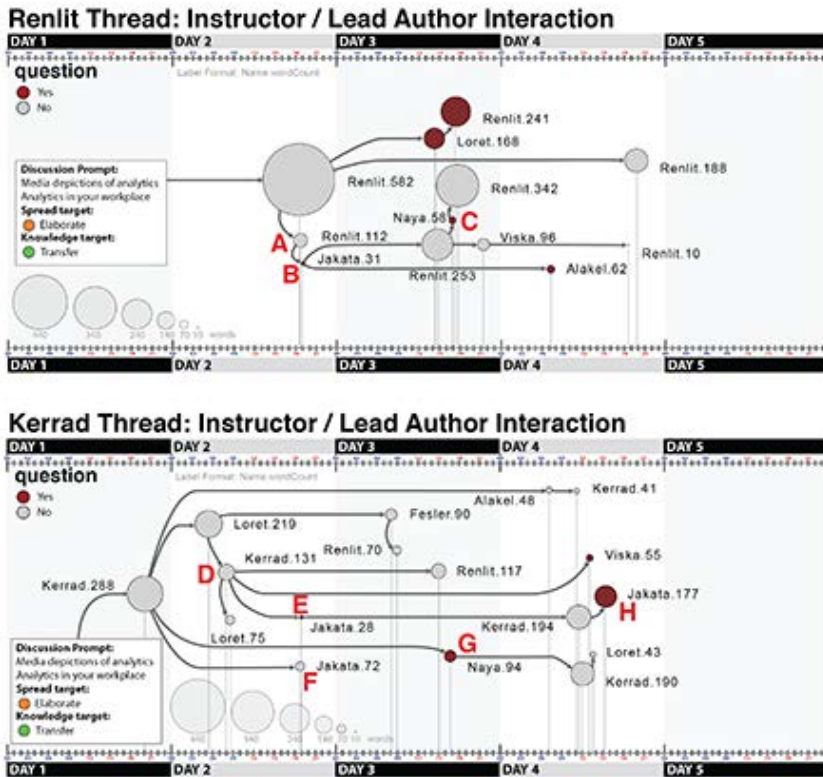 Renlit Thread: Instructor / Lead Author Interaction
DAY 1 DAY 2 DAY 3 DAY 4 DAY 5
question
Yes
No
Label Format: Name.wordCount
Renlit.241
Loret.168
Renlit.188
Renlit.582
Renlit.342
Discussion Prompt:
Media depictions of analytics
Analytics in your workplace
Spread target:
Elaborate
Knowledge target:
Transfer
Naya.58 C
A Renlit.112
Viska.96
Renlit.10
B Jakata.31
Renlit.253
Alakel.62
words
DAY 1 DAY 2 DAY 3 DAY 4 DAY 5
Kerrad Thread: Instructor / Lead Author Interaction
DAY 1 DAY 2 DAY 3 DAY 4 DAY 5
question
Yes
No
Label Format: Name.wordCount
Alakel.48
Kerrad.41
Loret.219
Fesler.90
Renlit.70
Kerrad.131
Viska.55
D
Renlit.117
Kerrad.288
Jakata.177
E
H
Jakata.28
Kerrad.194
Loret.75
G
Discussion Prompt:
Media depictions of analytics
Analytics in your workplace
Spread target:
Elaborate
Knowledge target:
Transfer
Jakata.72
F
Naya.94
Loret.43
Kerrad.190
words
DAY 1 DAY 2 DAY 3 DAY 4 DAY 5